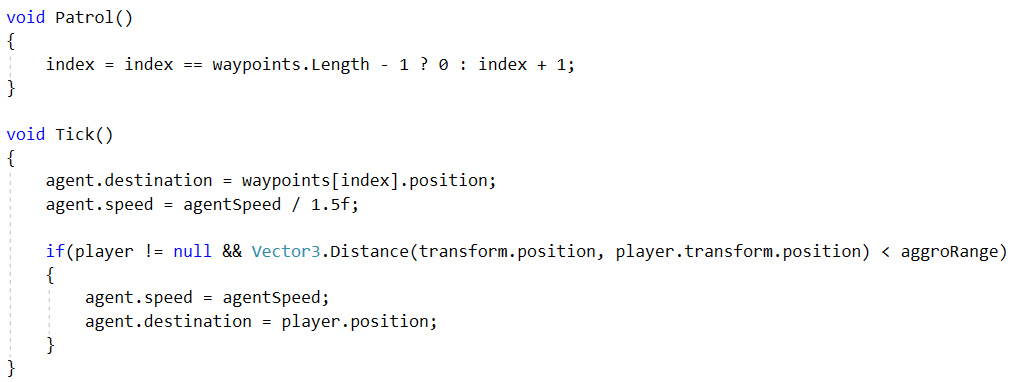 void Patrol()
{
    index = index == waypoints.Length - 1 ? 0 : index + 1;
}

void Tick()
{
    agent.destination = waypoints[index].position;
    agent.speed = agentSpeed / 1.5f;

    if(player != null && Vector3.Distance(transform.position, player.transform.position) < aggroRange)
    {
        agent.speed = agentSpeed;
        agent.destination = player.position;
    }
}